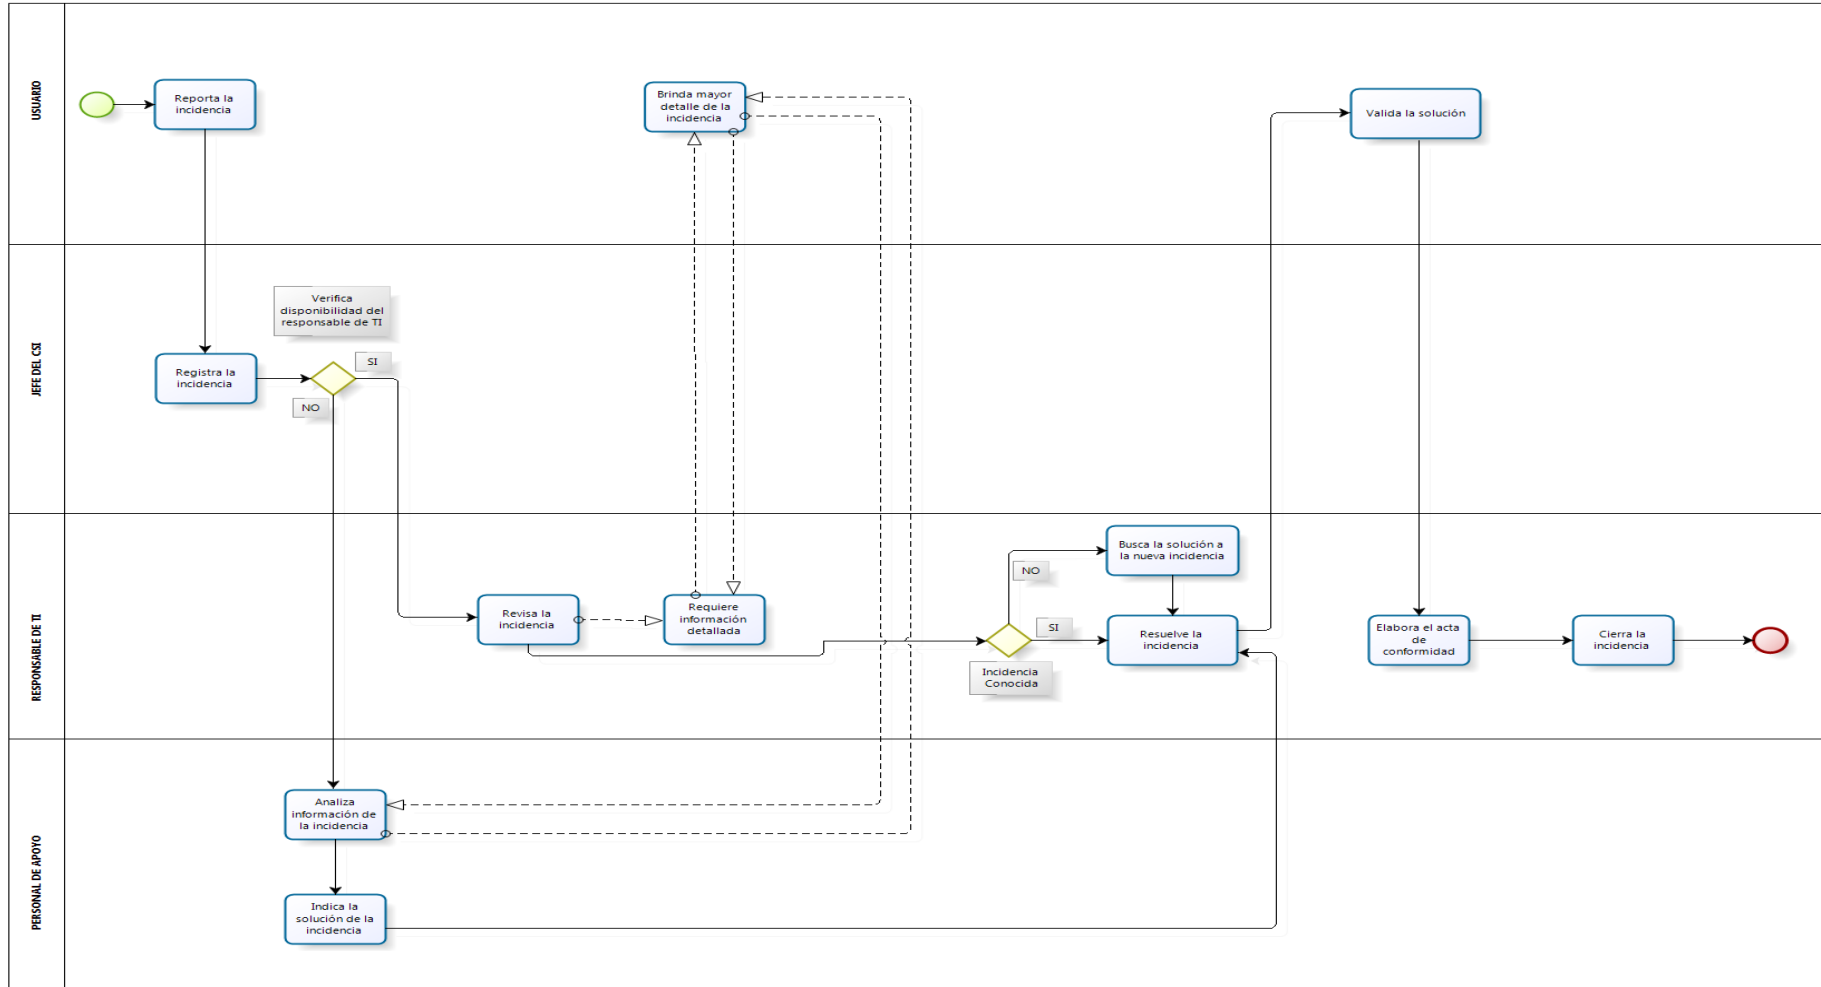 USUARIO
Reporta la
incidencia
Brinda mayor
detalle de la
incidencia
Valida la solución
JEFE DEL CSI
Verifica
disponibilidad del
responsable de TI
Registra la
incidencia
SI
NO
RESPONSABLE DE TI
Revisa la
incidencia
Requiere
información
detallada
NO
SI
Incidencia
Conocida
Busca la solución a
la nueva incidencia
Resuelve la
incidencia
Elabora el acta
de
conformidad
Cierra la
incidencia
PERSONAL DE APOYO
Analiza
información de
la incidencia
Indica la
solución de la
incidencia